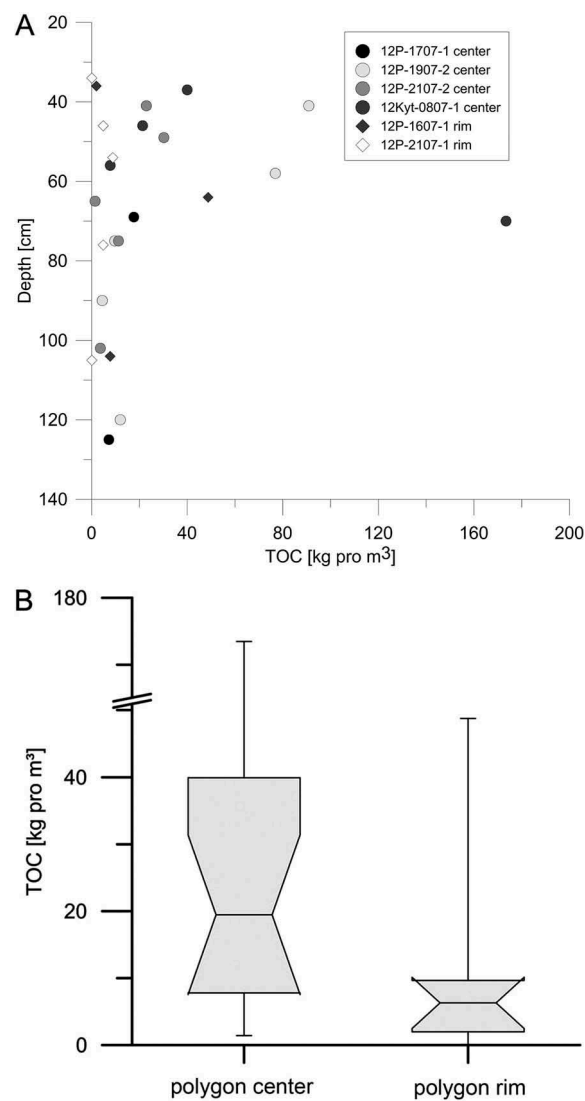 A
20
40
60
80
100
120
140
Depth [cm]
12P-1707-1 center
12P-1907-2 center
12P-2107-2 center
12Kyt-0807-1 center
12P-1607-1 rim
12P-2107-1 rim
0 40 80 120 160 200
TOC [kg pro m3]
B
180
40
20
0
TOC [kg pro m³]
polygon center polygon rim